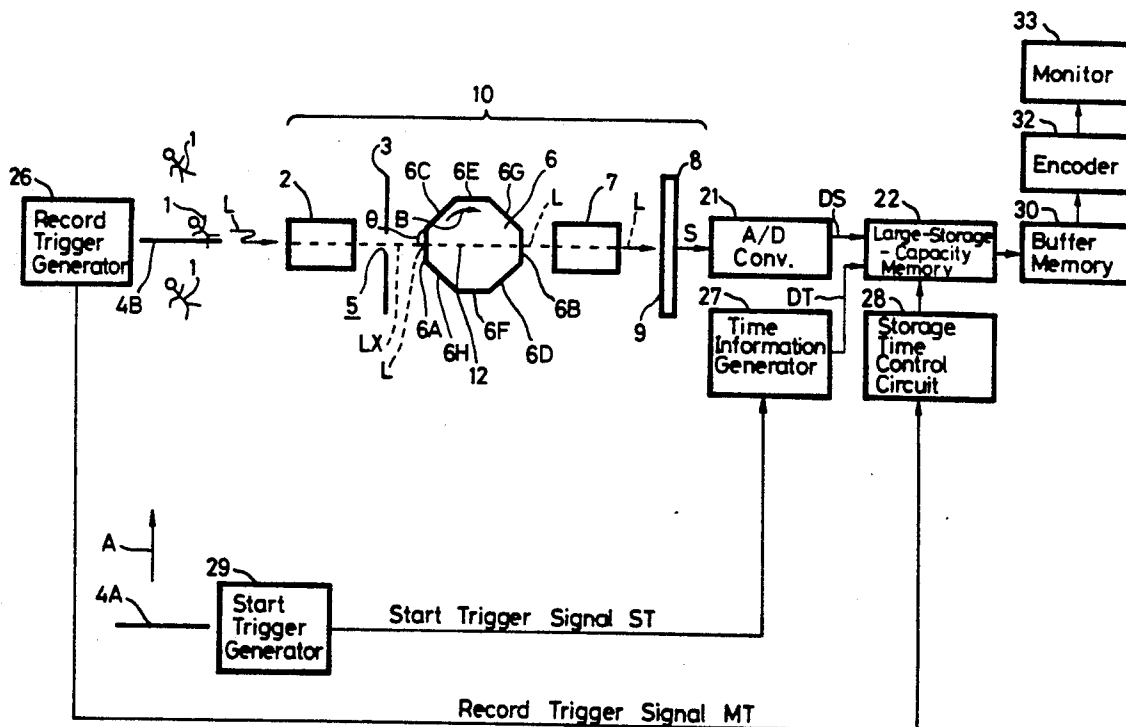 33
Monitor
10
32
Encoder
3
8
1
6E
6G
6
6C
26
L
7
21
DS
22
30
2
θ
B
L
L
Record
Trigger
Generator
1
S
A/D
Conv.
Large-Storage
-Capacity
Memory
Buffer
Memory
4B
1
5
6A
6B
9
27
DT
28
6F
6D
LX
6H
L
12
Time
Information
Generator
Storage
Time
Control
Circuit
A
29
4A
Start
Trigger
Generator
Start Trigger Signal ST
Record Trigger Signal MT